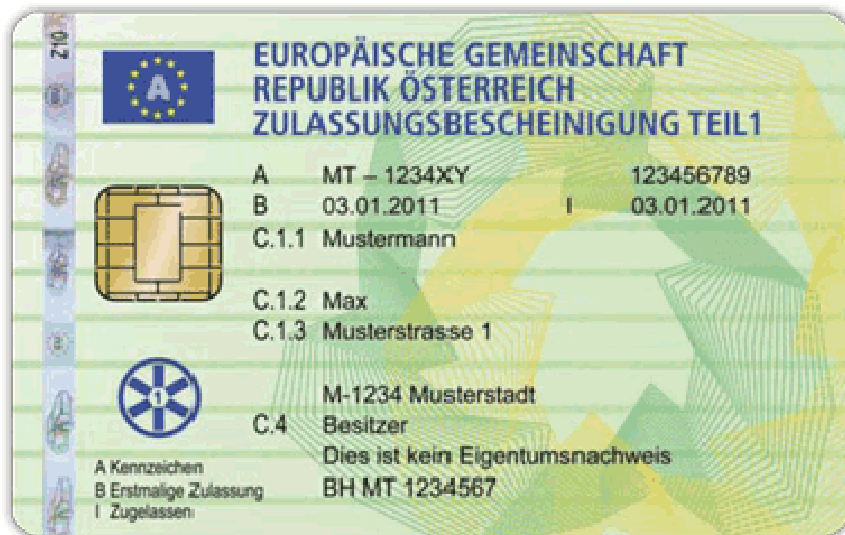 Z10
A
EUROPÄISCHE GEMEINSCHAFT
REPUBLIK ÖSTERREICH
ZULASSUNGSBESCHEINIGUNG TEIL1
A MT – 1234XY 123456789
B 03.01.2011 I 03.01.2011
C.1.1 Mustermann
C.1.2 Max
C.1.3 Musterstrasse 1
1
M-1234 Musterstadt
C.4 Besitzer
Dies ist kein Eigentumsnachweis
A Kennzeichen
B Erstmalige Zulassung BH MT 1234567
I Zugelassen